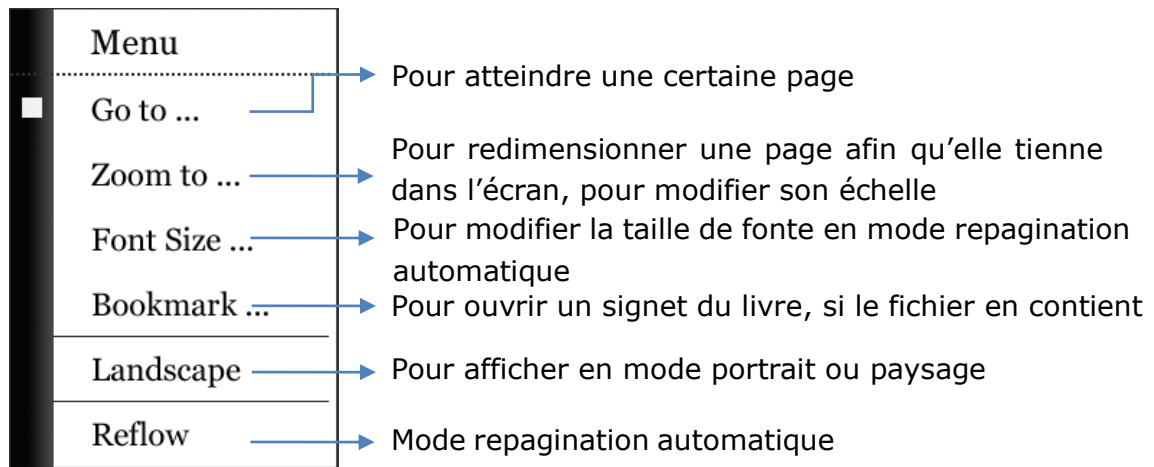 Menu
Go to ...
Pour atteindre une certaine page
Zoom to ...
Pour redimensionner une page afin qu’elle tienne
dans l’écran, pour modifier son échelle
Font Size ...
Pour modifier la taille de fonte en mode repagination
automatique
Bookmark ...
Pour ouvrir un signet du livre, si le fichier en contient
Landscape
Pour afficher en mode portrait ou paysage
Reflow
Mode repagination automatique